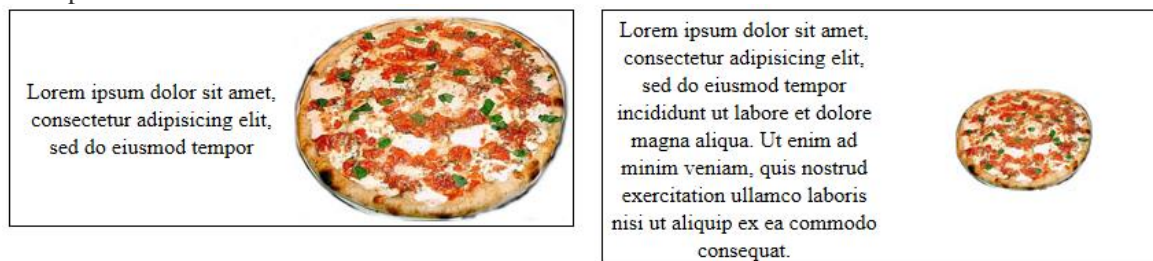 Lorem ipsum dolor sit amet,
consectetur adipisicing elit,
sed do eiusmod tempor
Lorem ipsum dolor sit amet,
consectetur adipisicing elit,
sed do eiusmod tempor
incididunt ut labore et dolore
magna aliqua. Ut enim ad
minim veniam, quis nostrud
exercitation ullamco laboris
nisi ut aliquip ex ea commodo
consequat.